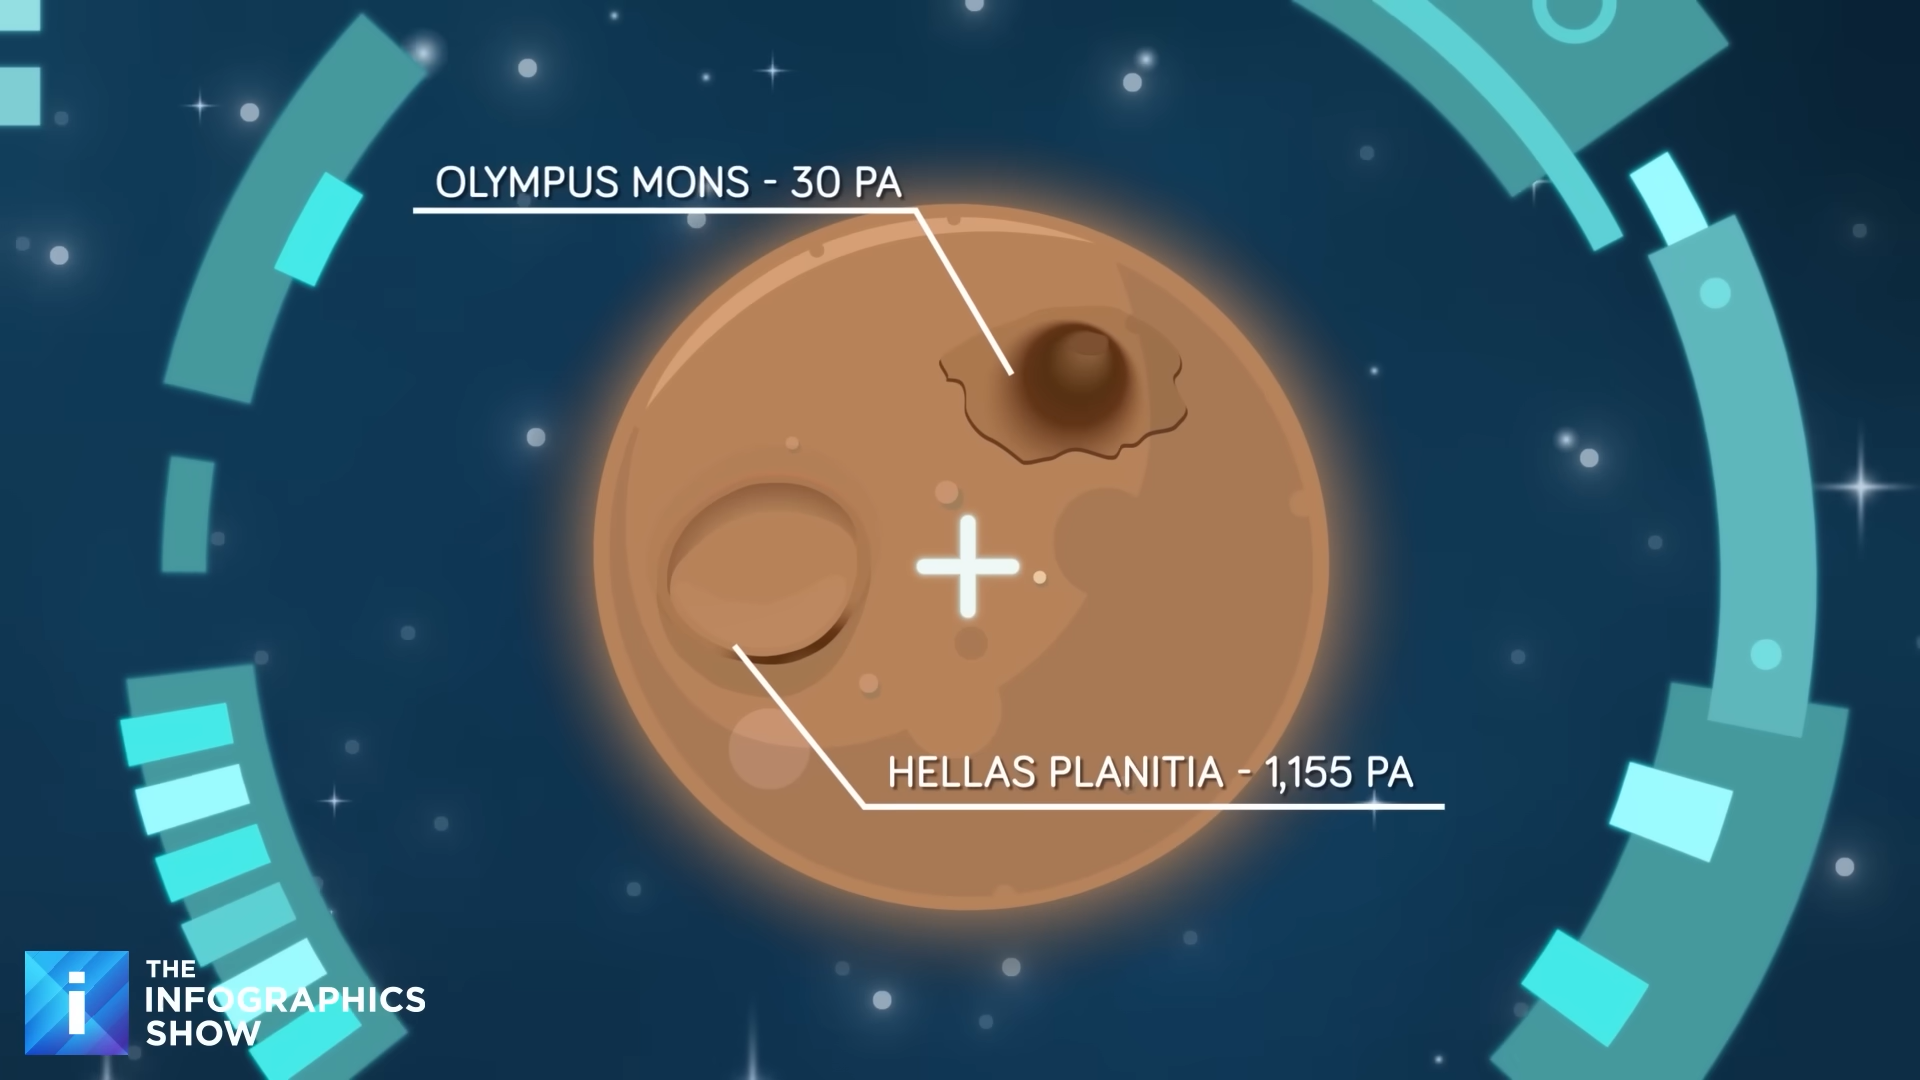 OLYMPUS MONS - 30 PA
HELLAS PLANITIA - 1,155 PA
i
THE
INFOGRAPHICS
SHOW